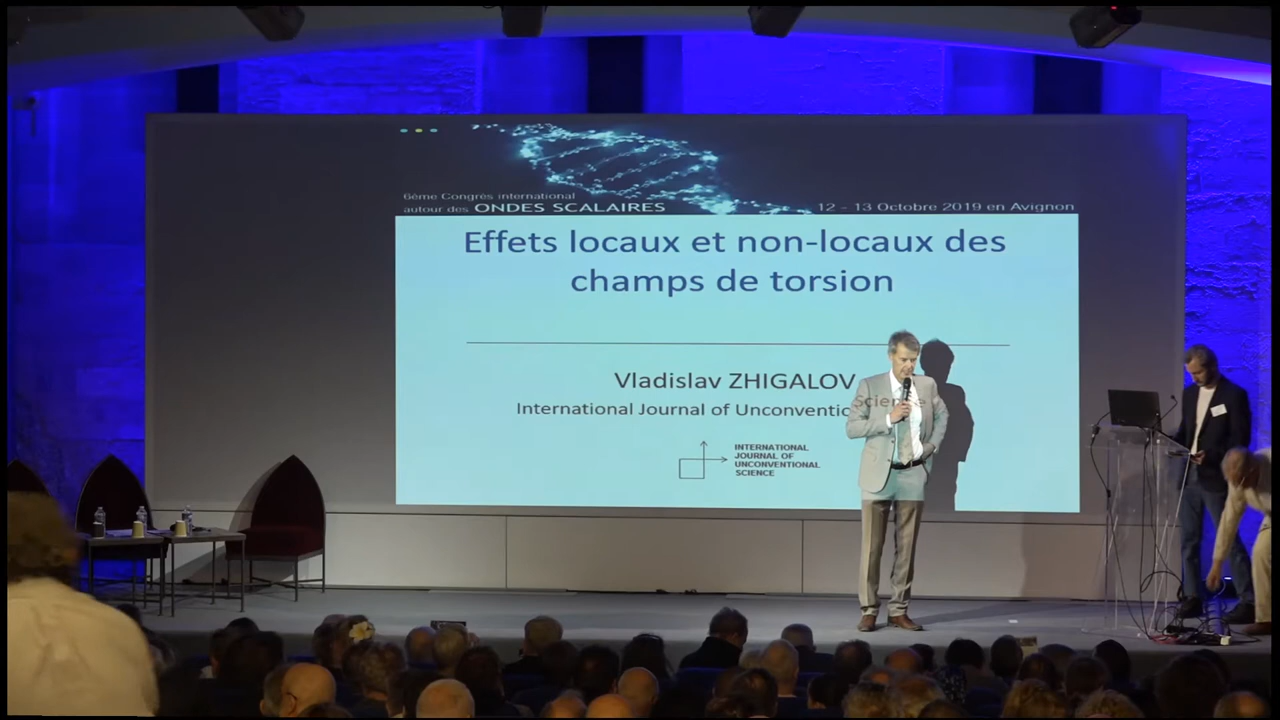 6ème Congrès international
autour des ONDES SCALAIRES
12 - 13 Octobre 2019 en Avignon
Effets locaux et non-locaux des
champs de torsion
Vladislav ZHIGALOV
International Journal of Unconventio Science
INTERNATIONAL
JOURNAL OF
UNCONVENTIONAL
SCIENCE